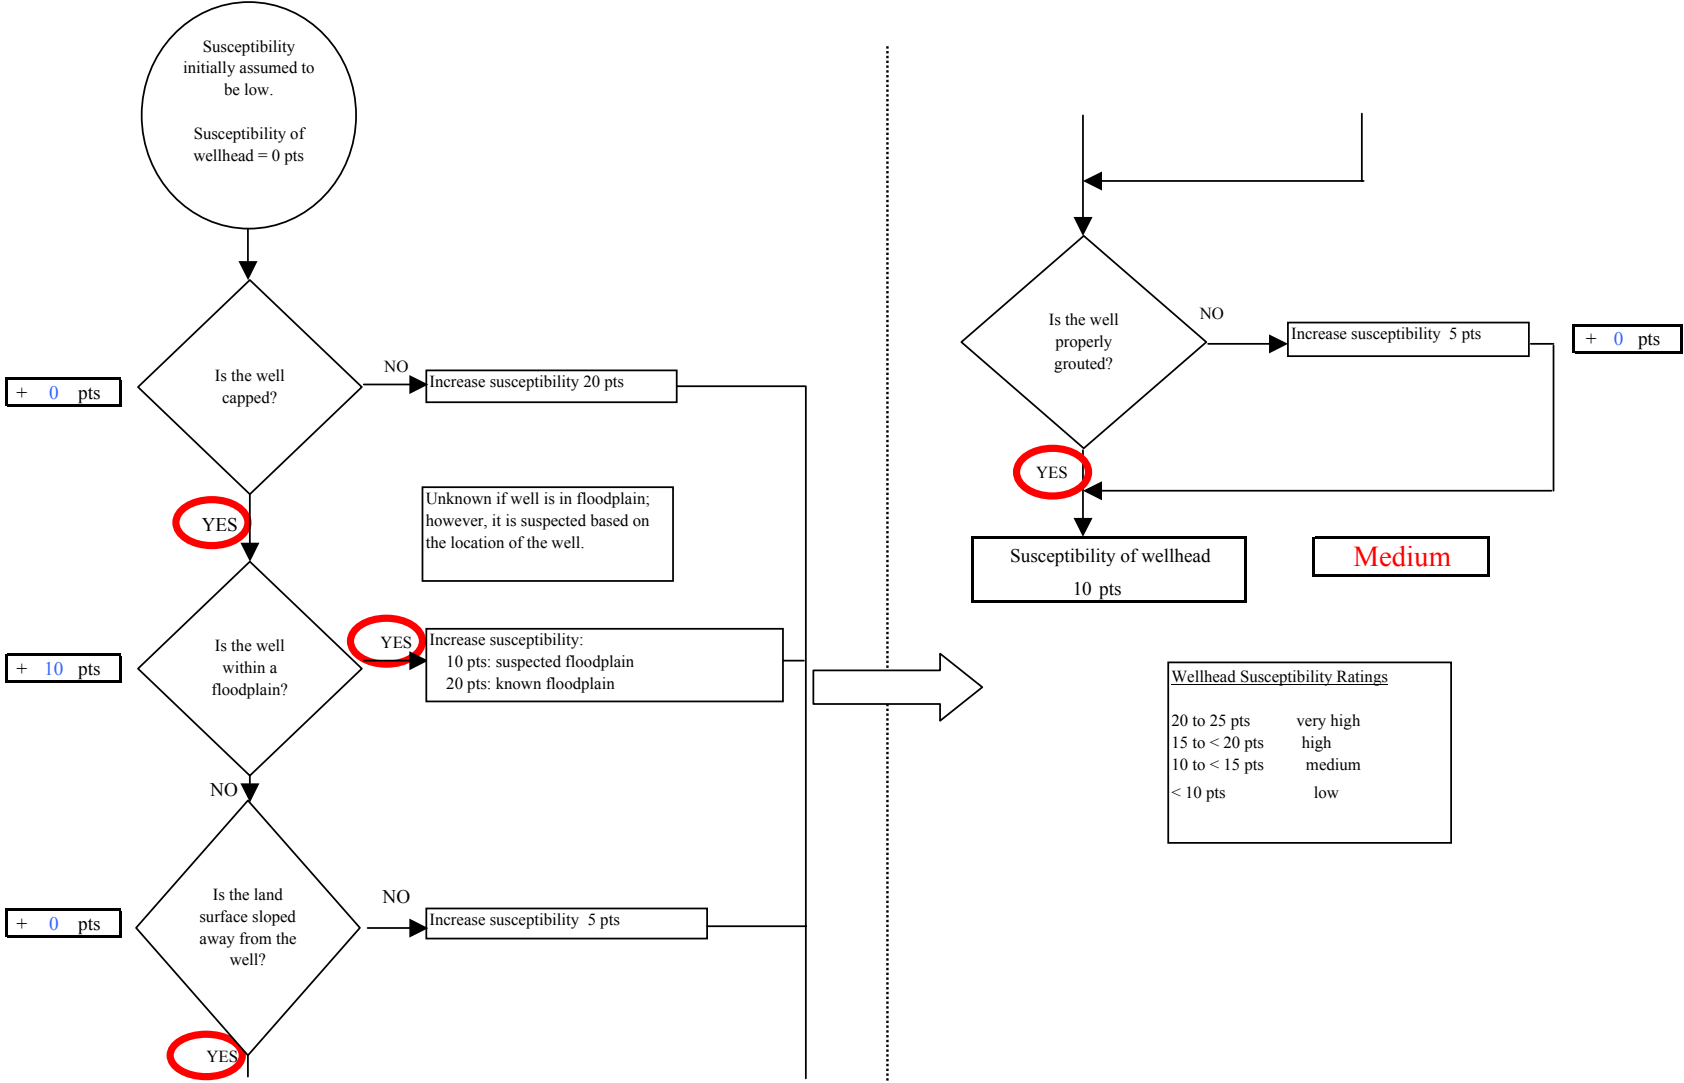 Susceptibility
initially assumed to
be low.
Susceptibility of
wellhead = 0 pts
Is the well
capped?
NO
Increase susceptibility 20 pts
+ 0 pts
YES
Unknown if well is in floodplain;
however, it is suspected based on
the location of the well.
Is the well
within a
floodplain?
YES
Increase susceptibility:
10 pts: suspected floodplain
20 pts: known floodplain
+ 10 pts
NO
Is the land
surface sloped
away from the
well?
NO
Increase susceptibility 5 pts
+ 0 pts
YES
Is the well
properly
grouted?
NO
Increase susceptibility 5 pts
+ 0 pts
YES
Susceptibility of wellhead
10 pts
Medium
Wellhead Susceptibility Ratings
20 to 25 pts very high
15 to < 20 pts high
10 to < 15 pts medium
< 10 pts low